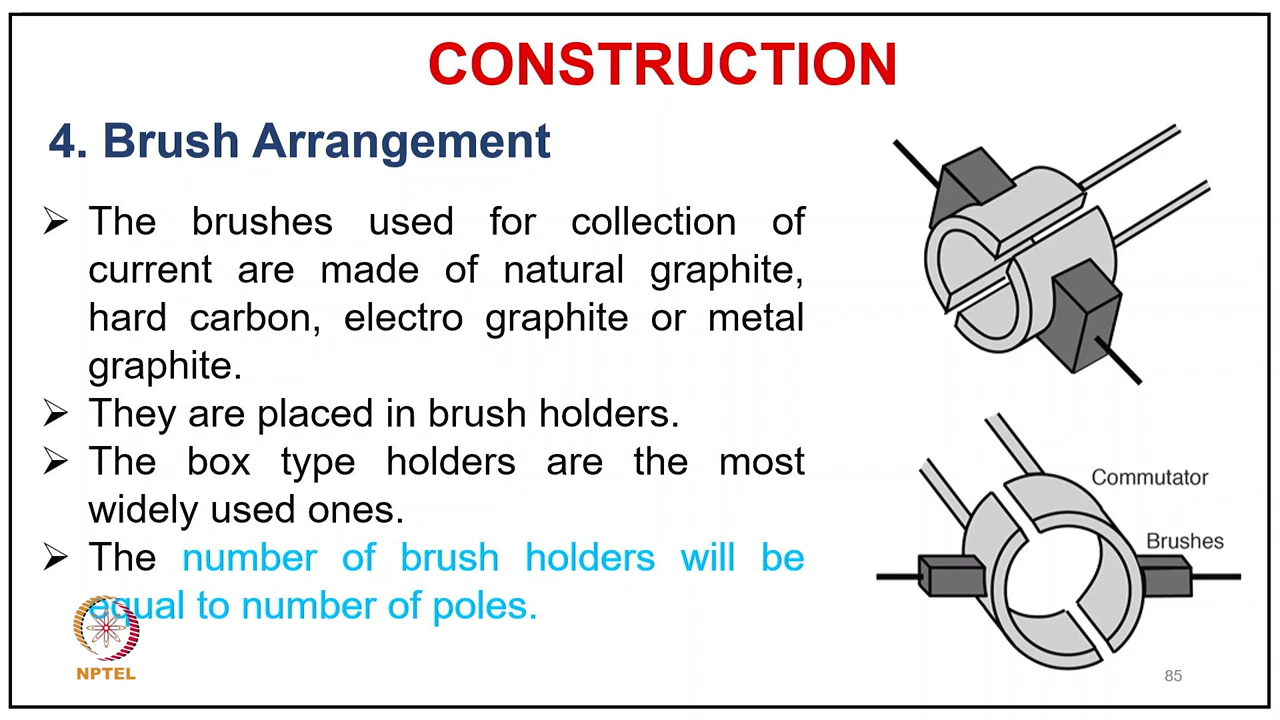 CONSTRUCTION
4. Brush Arrangement
➢ The brushes used for collection of
current are made of natural graphite,
hard carbon, electro graphite or metal
graphite.
➢ They are placed in brush holders.
➢ The box type holders are the most
widely used ones.
➢ The number of brush holders will be
equal to number of poles.
Commutator
Brushes
NPTEL
85